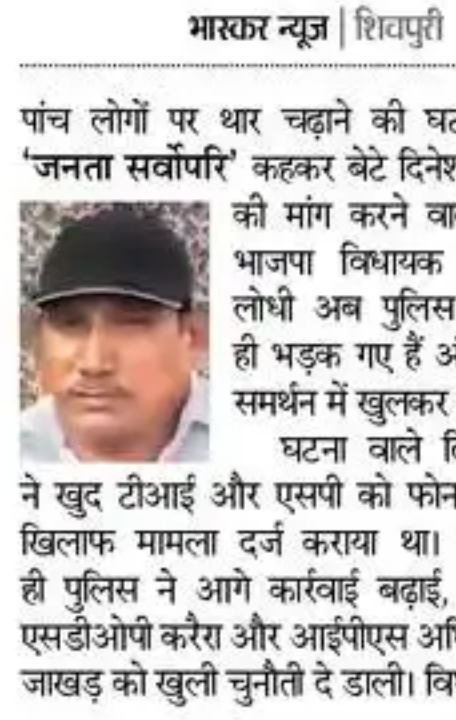 भास्कर न्यूज | शिवपुरी
पांच लोगों पर थार चढ़ाने की
'जनता सर्वोपरि' कहकर बेटे दिनेश
की मांग करने
भाजपा विधायक
लोधी अब पुलिस
ही भड़क गए हैं
समर्थन में खुलकर
घटना वाले
ने खुद टीआई और एसपी को फोन
खिलाफ मामला दर्ज कराया था।
ही पुलिस ने आगे कार्रवाई बढ़ाई,
एसडीओपी करैरा और आईपीएस
जाखड़ को खुली चुनौती दे डाली।